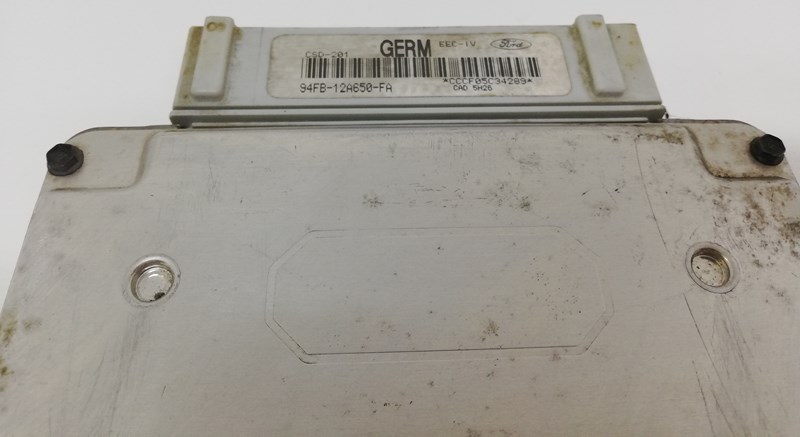 CSD-201 GERM EEC-IV Ford
94FB-12A650-FA *CCCF05C34289*
CAD 5H26